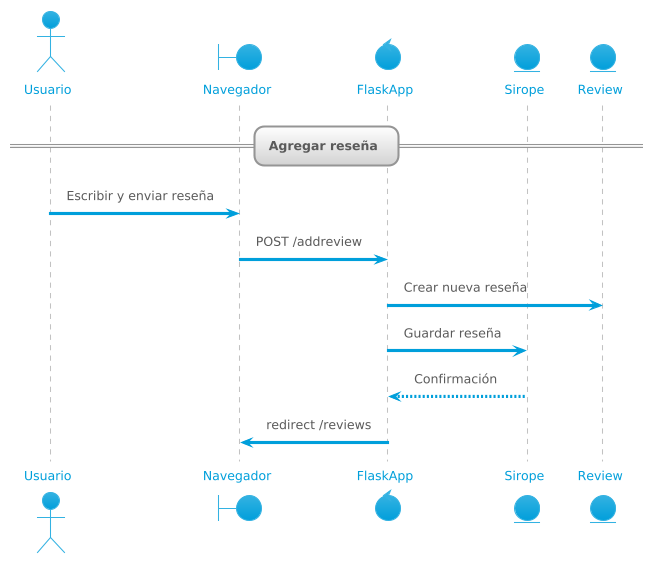 Usuario Navegador FlaskApp Sirope Review
Agregar reseña
Escribir y enviar reseña
POST /addreview
Crear nueva reseña
Guardar reseña
Confirmación
redirect /reviews
Usuario Navegador FlaskApp Sirope Review